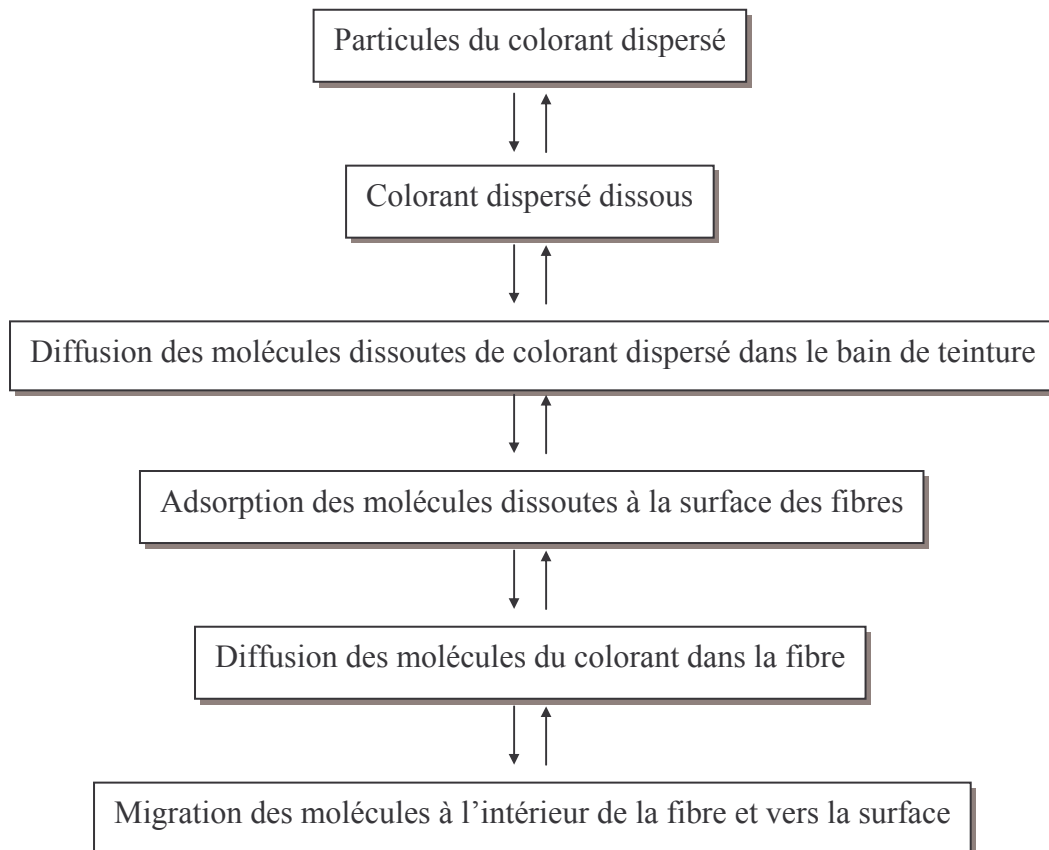 Particules du colorant dispersé
Colorant dispersé dissous
Diffusion des molécules dissoutes de colorant dispersé dans le bain de teinture
Adsorption des molécules dissoutes à la surface des fibres
Diffusion des molécules du colorant dans la fibre
Migration des molécules à l’intérieur de la fibre et vers la surface